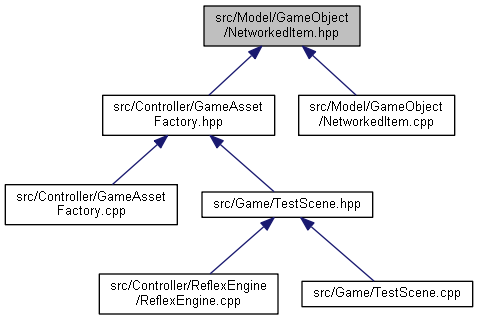 src/Model/GameObject
/NetworkedItem.hpp
src/Controller/GameAsset
Factory.hpp
src/Model/GameObject
/NetworkedItem.cpp
src/Controller/GameAsset
Factory.cpp
src/Game/TestScene.hpp
src/Controller/ReflexEngine
/ReflexEngine.cpp
src/Game/TestScene.cpp